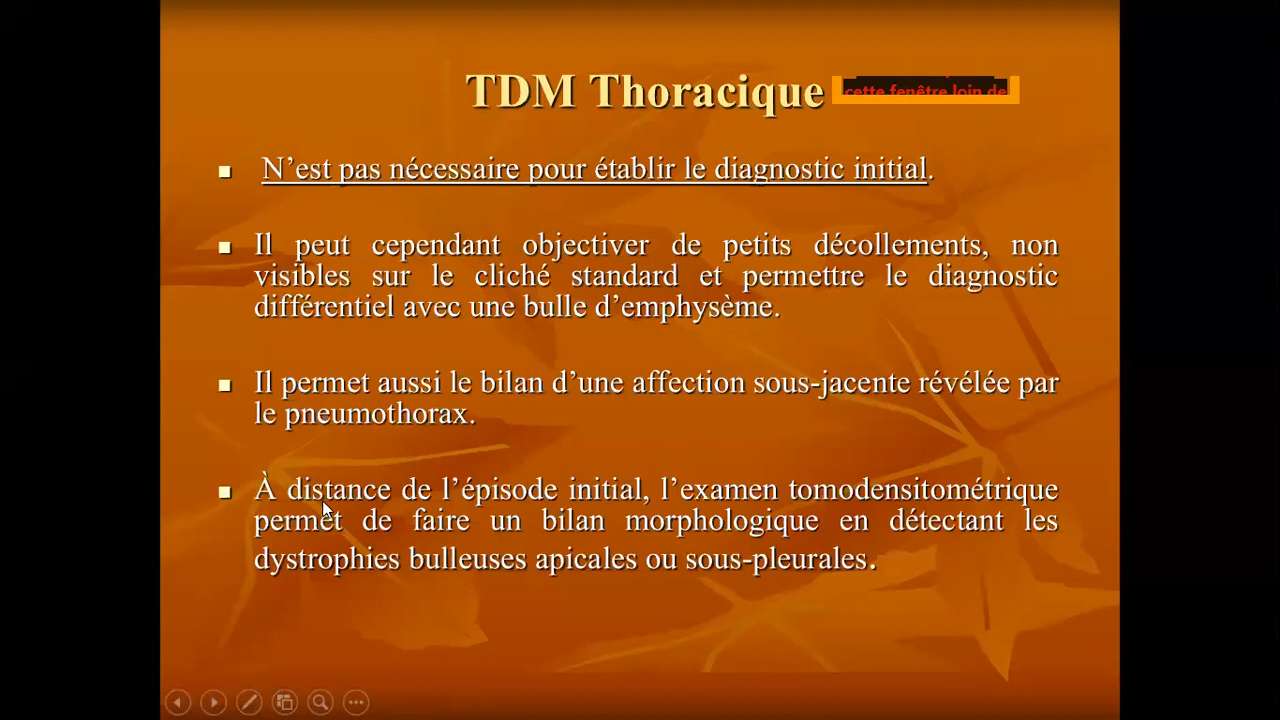 TDM Thoracique
cette fenêtre loin de
N’est pas nécessaire pour établir le diagnostic initial.
Il peut cependant objectiver de petits décollements, non
visibles sur le cliché standard et permettre le diagnostic
différentiel avec une bulle d’emphysème.
Il permet aussi le bilan d’une affection sous-jacente révélée par
le pneumothorax.
À distance de l’épisode initial, l’examen tomodensitométrique
permet de faire un bilan morphologique en détectant les
dystrophies bulleuses apicales ou sous-pleurales.